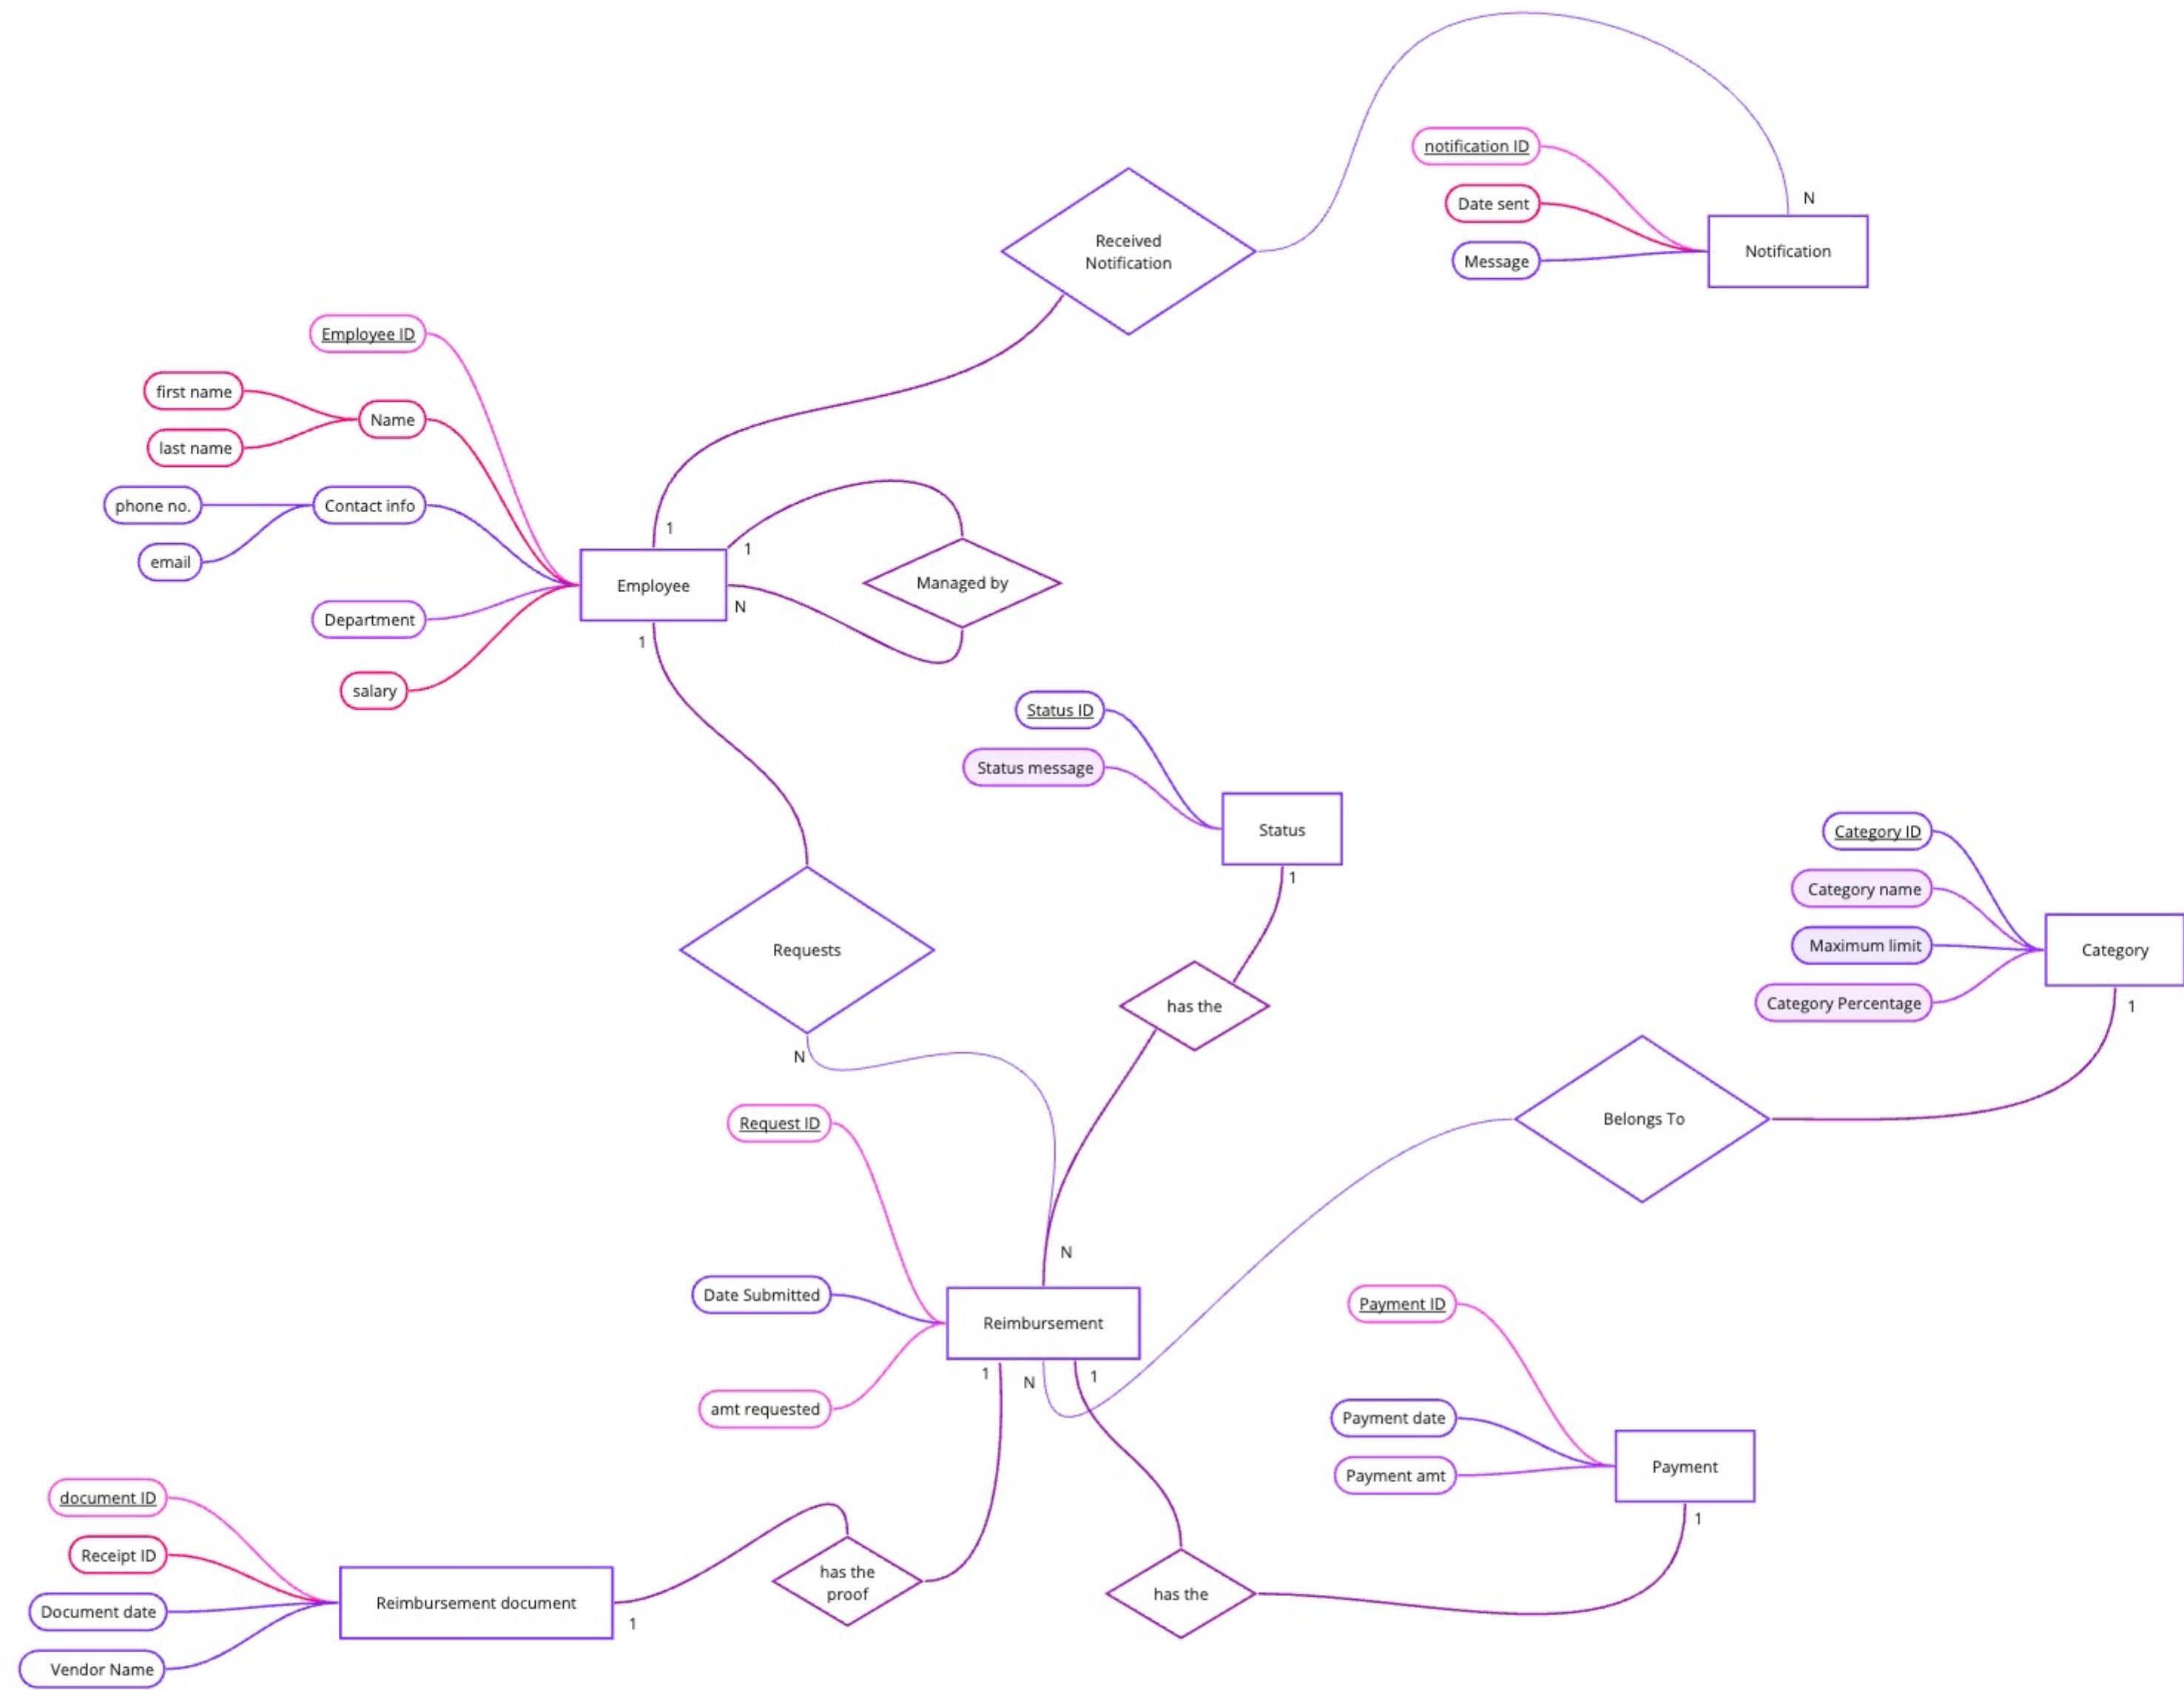 notification ID
N
Date sent
Received
Notification
Notification
Message
Employee ID
first name
Name
last name
phone no.
Contact info
1
1
email
Employee
Managed by
N
Department
1
salary
Status ID
Status message
Status
Category ID
1
Category name
Maximum limit
Requests
Category
has the
Category Percentage
1
N
Belongs To
Request ID
N
Date Submitted
Reimbursement
Payment ID
1
N
1
amt requested
Payment date
Payment
Payment amt
document ID
1
Receipt ID
has the
proof
has the
Reimbursement document
Document date
1
Vendor Name